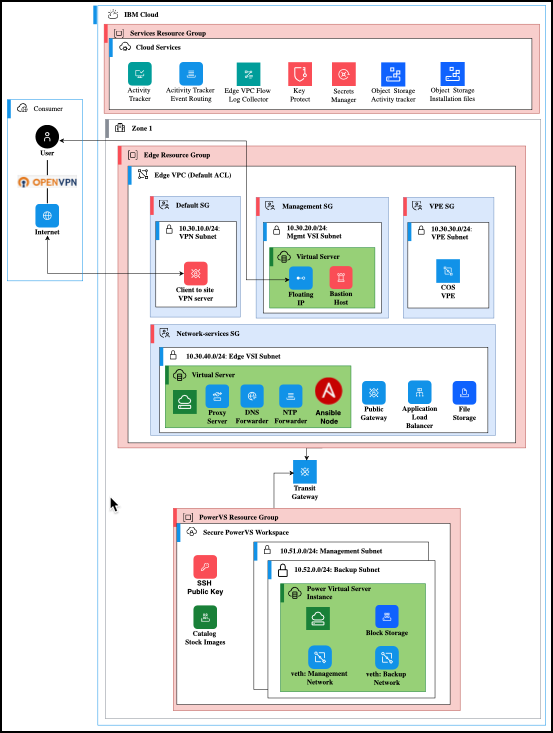 IBM Cloud
Services Resource Group
Cloud Services
Activity
Tracker
Acitivity Tracker
Event Routing
Edge VPC Flow
Log Collector
Key
Protect
Secrets
Manager
Object Storage
Activity tracker
Object Storage
Installation files
Consumer
User
OPENVPN
Internet
Zone 1
Edge Resource Group
Edge VPC (Default ACL)
Default SG
10.30.10.0/24:
VPN Subnet
Client to site
VPN server
Management SG
10.30.20.0/24:
Mgmt VSI Subnet
Virtual Server
Floating
IP
Bastion
Host
VPE SG
10.30.30.0/24:
VPE Subnet
COS
VPE
Network-services SG
10.30.40.0/24: Edge VSI Subnet
Virtual Server
Proxy
Server
DNS
Forwarder
NTP
Forwarder
Ansible
Node
Public
Gateway
Application
Load
Balancer
File
Storage
Transit
Gateway
PowerVS Resource Group
Secure PowerVS Workspace
SSH
Public Key
Catalog
Stock Images
10.51.0.0/24: Management Subnet
10.52.0.0/24: Backup Subnet
Power Virtual Server
Instance
Block Storage
veth: Management
Network
veth: Backup
Network